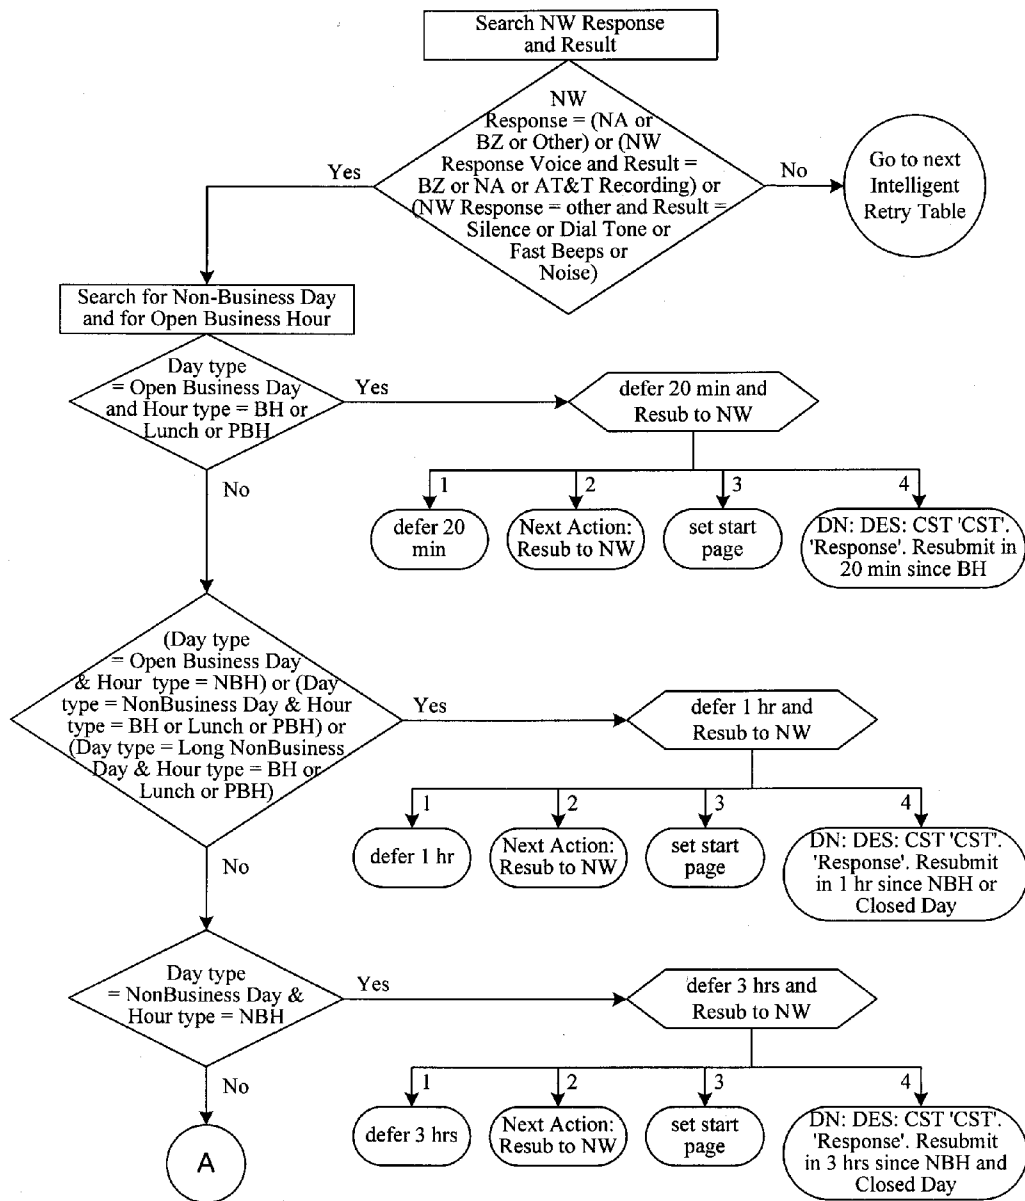 Search NW Response
and Result
NW
Response = (NA or
BZ or Other) or (NW
Response Voice and Result =
BZ or NA or AT&T Recording) or
(NW Response = other and Result =
Silence or Dial Tone or
Fast Beeps or
Noise)
Yes
No
Go to next
Intelligent
Retry Table
Search for Non-Business Day
and for Open Business Hour
Day type
= Open Business Day
and Hour type = BH or
Lunch or PBH
Yes
defer 20 min and
Resub to NW
No
1
2
3
4
defer 20
min
Next Action:
Resub to NW
set start
page
DN: DES: CST 'CST'.
'Response'. Resubmit in
20 min since BH
(Day type
= Open Business Day
& Hour type = NBH) or (Day
type = NonBusiness Day & Hour
type = BH or Lunch or PBH) or
(Day type = Long NonBusiness
Day & Hour type = BH or
Lunch or PBH)
Yes
defer 1 hr and
Resub to NW
No
1
2
3
4
defer 1 hr
Next Action:
Resub to NW
set start
page
DN: DES: CST 'CST'.
'Response'. Resubmit
in 1 hr since NBH or
Closed Day
Day type
= NonBusiness Day &
Hour type = NBH
Yes
defer 3 hrs and
Resub to NW
No
1
2
3
4
defer 3 hrs
Next Action:
Resub to NW
set start
page
DN: DES: CST 'CST'.
'Response'. Resubmit
in 3 hrs since NBH and
Closed Day
A